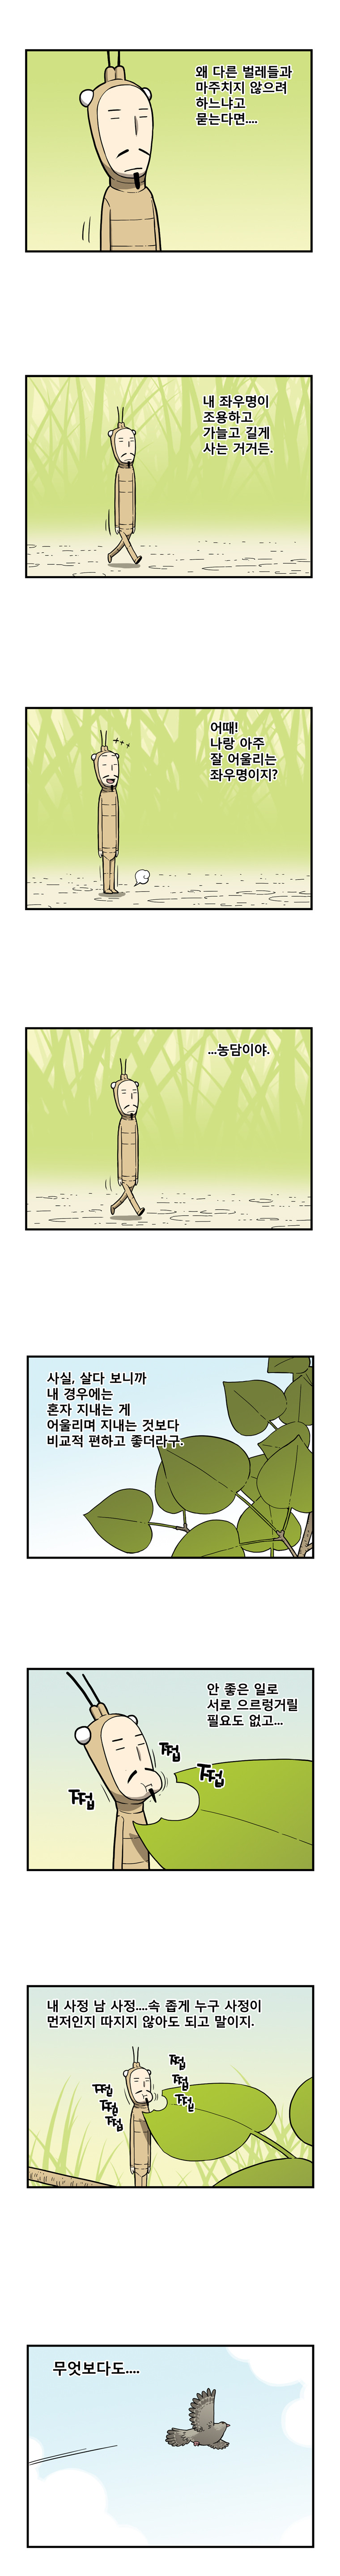 왜 다른 벌레들과
마주치지 않으려
하느냐고
묻는다면....
내 좌우명이
조용하고
가늘고 길게
사는 거거든.
어때!
나랑 아주
잘 어울리는
좌우명이지?
...농담이야.
사실, 살다 보니까
내 경우에는
혼자 지내는 게
어울리며 지내는 것보다
비교적 편하고 좋더라구.
안 좋은 일로
서로 으르렁거릴
필요도 없고...
쩝
쩝
쩝
내 사정 남 사정....속 좁게 누구 사정이
먼저인지 따지지 않아도 되고 말이지.
쩝
쩝
쩝
쩝
쩝
쩝
무엇보다도....